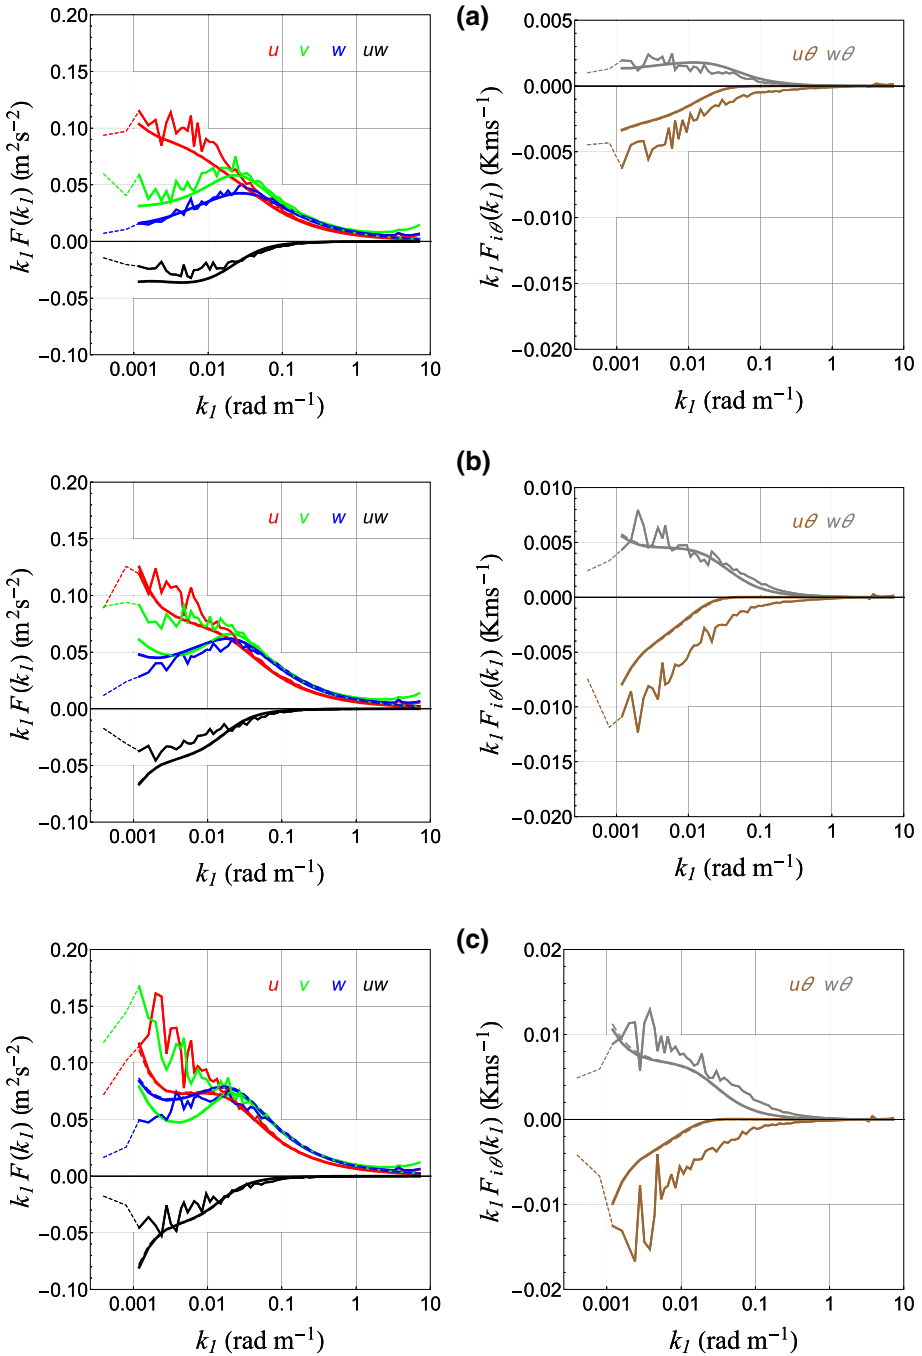 (a)
0.20
0.15
0.10
0.05
0.00
−0.05
−0.10
k1 F(k1) (m²s⁻²)
u v w uw
0.001 0.01 0.1 1 10
k1 (rad m⁻¹)
0.005
0.000
−0.005
−0.010
−0.015
−0.020
k1 Fiθ(k1) (Kms⁻¹)
uθ wθ
0.001 0.01 0.1 1 10
k1 (rad m⁻¹)
(b)
0.20
0.15
0.10
0.05
0.00
−0.05
−0.10
k1 F(k1) (m²s⁻²)
u v w uw
0.001 0.01 0.1 1 10
k1 (rad m⁻¹)
0.010
0.005
0.000
−0.005
−0.010
−0.015
−0.020
k1 Fiθ(k1) (Kms⁻¹)
uθ wθ
0.001 0.01 0.1 1 10
k1 (rad m⁻¹)
(c)
0.20
0.15
0.10
0.05
0.00
−0.05
−0.10
k1 F(k1) (m²s⁻²)
u v w uw
0.001 0.01 0.1 1 10
k1 (rad m⁻¹)
0.02
0.01
0.00
−0.01
−0.02
k1 Fiθ(k1) (Kms⁻¹)
uθ wθ
0.001 0.01 0.1 1 10
k1 (rad m⁻¹)